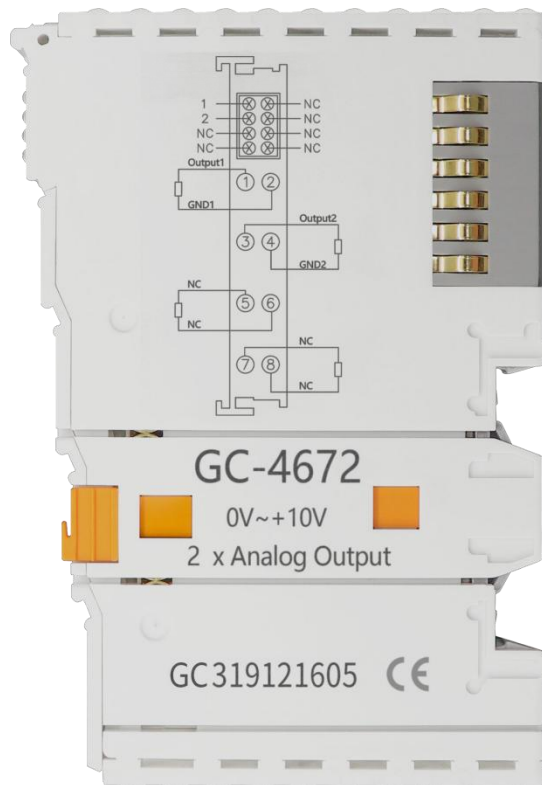 1 NC
2 NC
NC NC
NC NC
Output1
1 2
GND1
Output2
3 4
GND2
NC
5 6
NC
NC
7 8
NC
GC-4672
0V~+10V
2 x Analog Output
GC319121605 CE